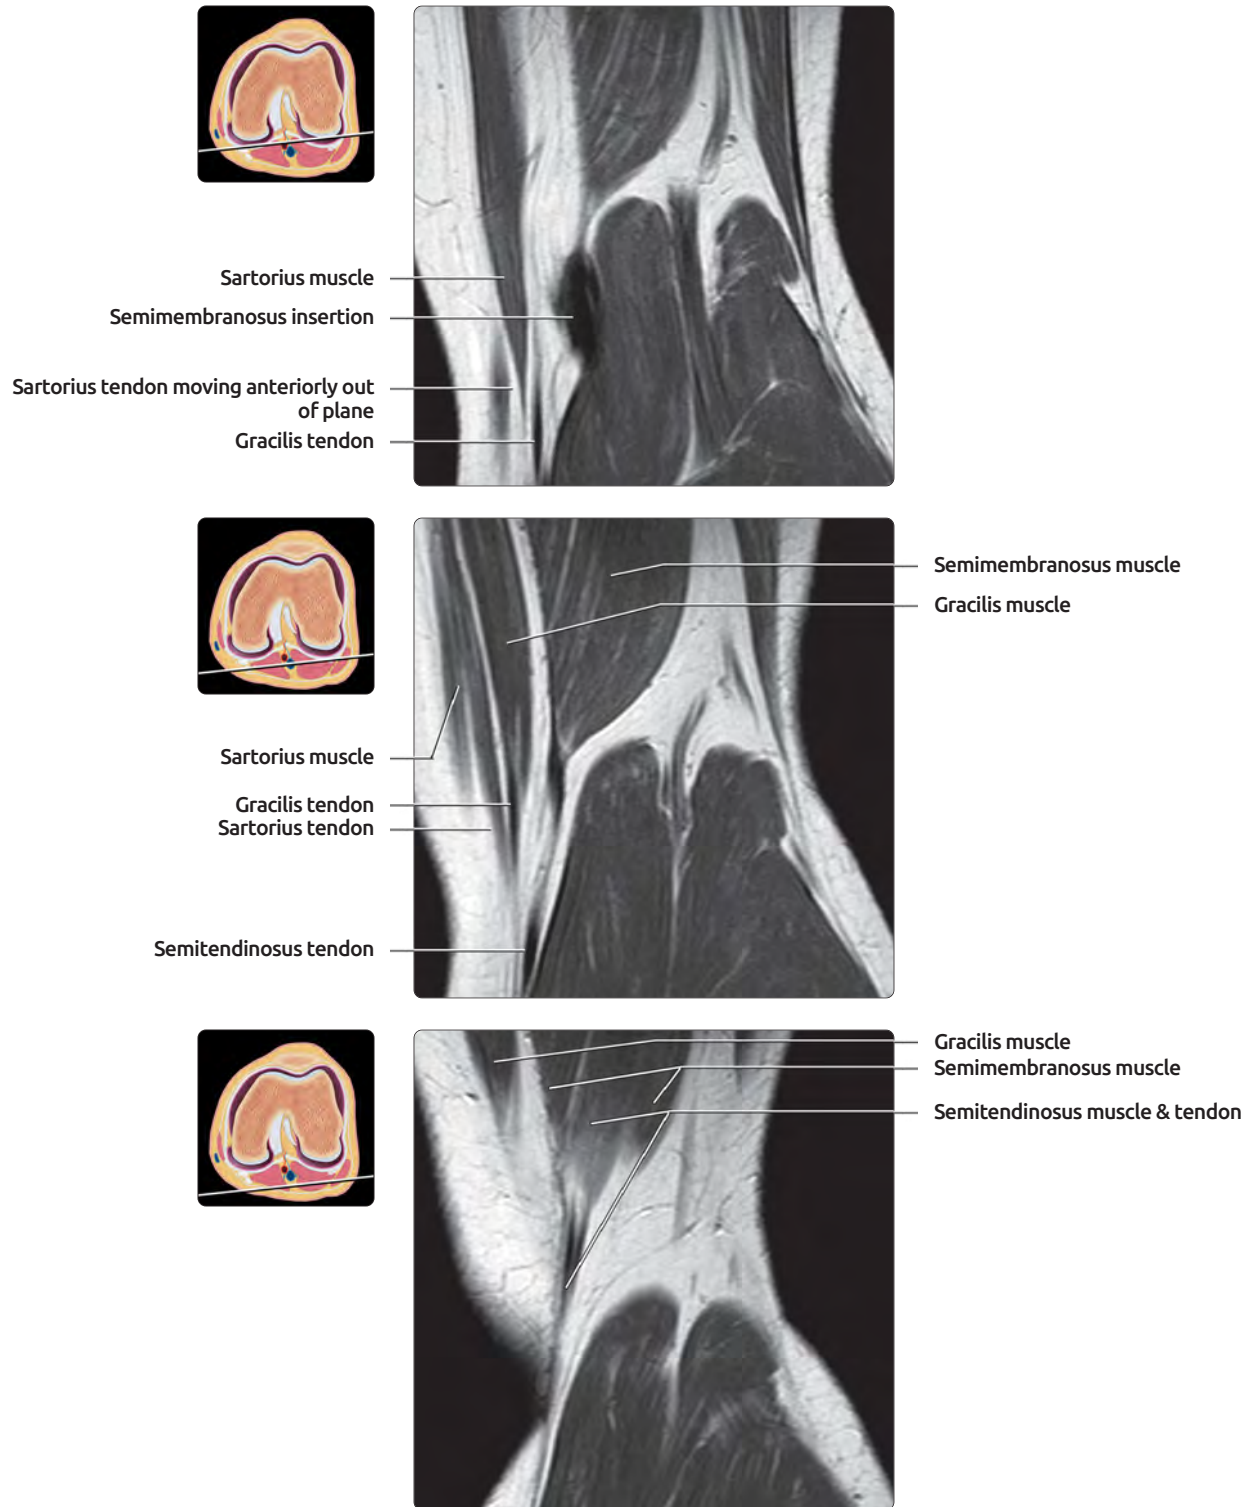 Sartorius muscle
Semimembranosus insertion
Sartorius tendon moving anteriorly out
of plane
Gracilis tendon
Semimembranosus muscle
Gracilis muscle
Sartorius muscle
Gracilis tendon
Sartorius tendon
Semitendinosus tendon
Gracilis muscle
Semimembranosus muscle
Semitendinosus muscle & tendon